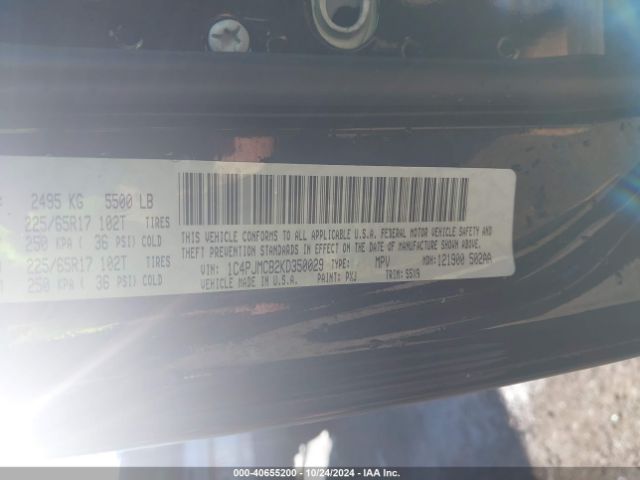 2495 KG 5500 LB
225/65R17 102T TIRES
250 KPA ( 36 PSI) COLD
225/65R17 102T TIRES
250 KPA ( 36 PSI) COLD
THIS VEHICLE CONFORMS TO ALL APPLICABLE U.S.A. FEDERAL MOTOR VEHICLE SAFETY AND
THEFT PREVENTION STANDARDS IN EFFECT ON THE DATE OF MANUFACTURE SHOWN ABOVE.
VIN: 1C4PJMCB2KD350029 TYPE: MPV MDH:121900 502AA
VEHICLE MADE IN U.S.A. PAINT: PXJ TRIM: S5X9
000-40655200 - 10/24/2024 - IAA Inc.